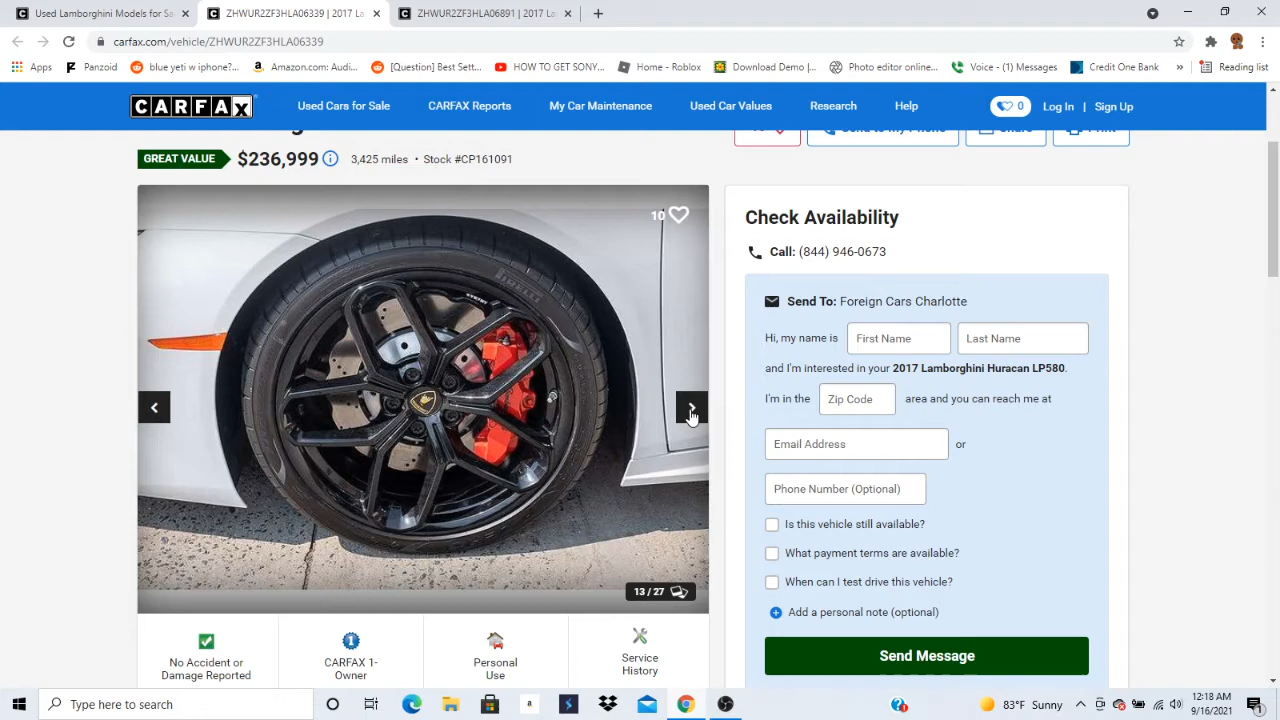 Used Lamborghini Models for Sa
ZHWUR2ZF3HLA06339 | 2017 La
ZHWUR2ZF3HLA06891 | 2017 La
carfax.com/vehicle/ZHWUR2ZF3HLA06339
Apps
Panzoid
blue yeti w iphone?...
Amazon.com: Audi...
[Question] Best Sett...
HOW TO GET SONY...
Home - Roblox
Download Demo |...
Photo editor online...
Voice - (1) Messages
Credit One Bank
»
Reading list
CARFAX
Used Cars for Sale
CARFAX Reports
My Car Maintenance
Used Car Values
Research
Help
0
Log In | Sign Up
GREAT VALUE $236,999 3,425 miles • Stock #CP161091
10
PIRELLI
13 / 27
No Accident or
Damage Reported
CARFAX 1-
Owner
Personal
Use
Service
History
Check Availability
Call: (844) 946-0673
Send To: Foreign Cars Charlotte
Hi, my name is First Name Last Name
and I'm interested in your 2017 Lamborghini Huracan LP580.
I'm in the Zip Code area and you can reach me at
Email Address or
Phone Number (Optional)
Is this vehicle still available?
What payment terms are available?
When can I test drive this vehicle?
Add a personal note (optional)
Send Message
Type here to search
83°F Sunny
12:18 AM
9/16/2021